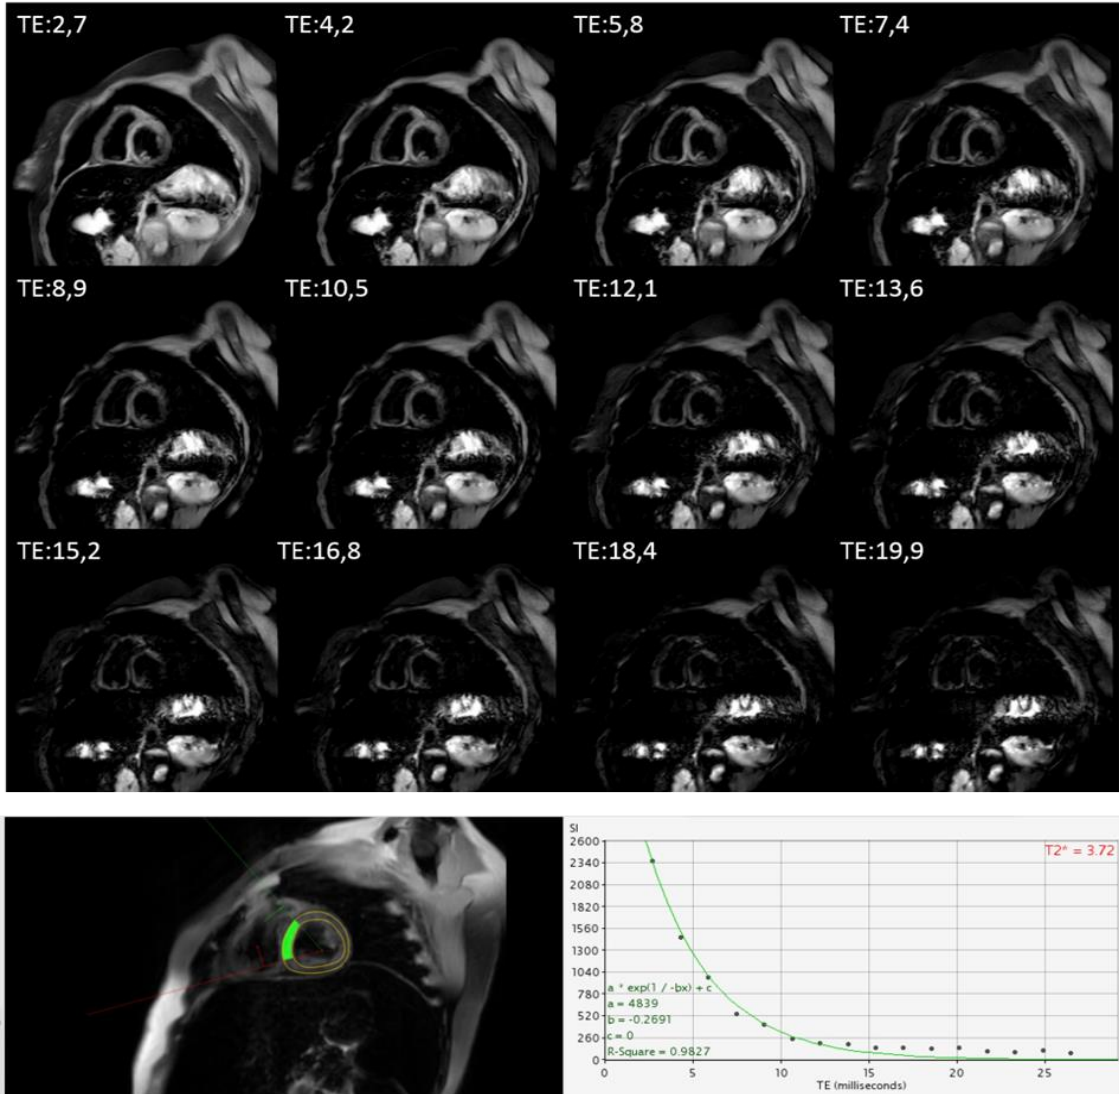 TE:2,7
TE:4,2
TE:5,8
TE:7,4
TE:8,9
TE:10,5
TE:12,1
TE:13,6
TE:15,2
TE:16,8
TE:18,4
TE:19,9
SI
T2* = 3.72
2600
2340
2080
1820
1560
1300
1040
780
520
260
0
a * exp(1 / -bx) + c
a = 4839
b = -0.2691
c = 0
R-Square = 0.9827
0
5
10
15
20
25
TE (milliseconds)